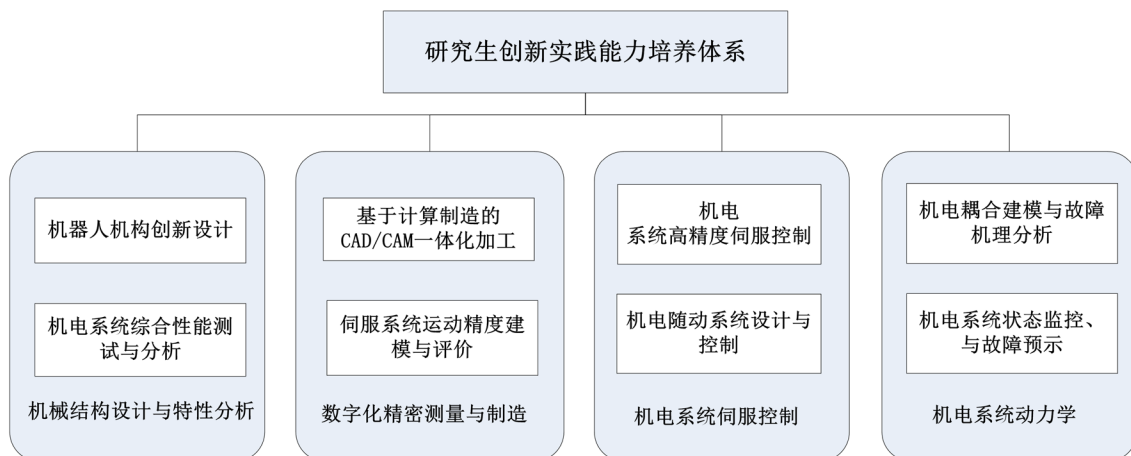 研究生创新实践能力培养体系
机器人机构创新设计
机电系统综合性能测
试与分析
机械结构设计与特性分析
基于计算制造的
CAD/CAM一体化加工
伺服系统运动精度建
模与评价
数字化精密测量与制造
机电
系统高精度伺服控制
机电随动系统设计与
控制
机电系统伺服控制
机电耦合建模与故障
机理分析
机电系统状态监控、
与故障预示
机电系统动力学